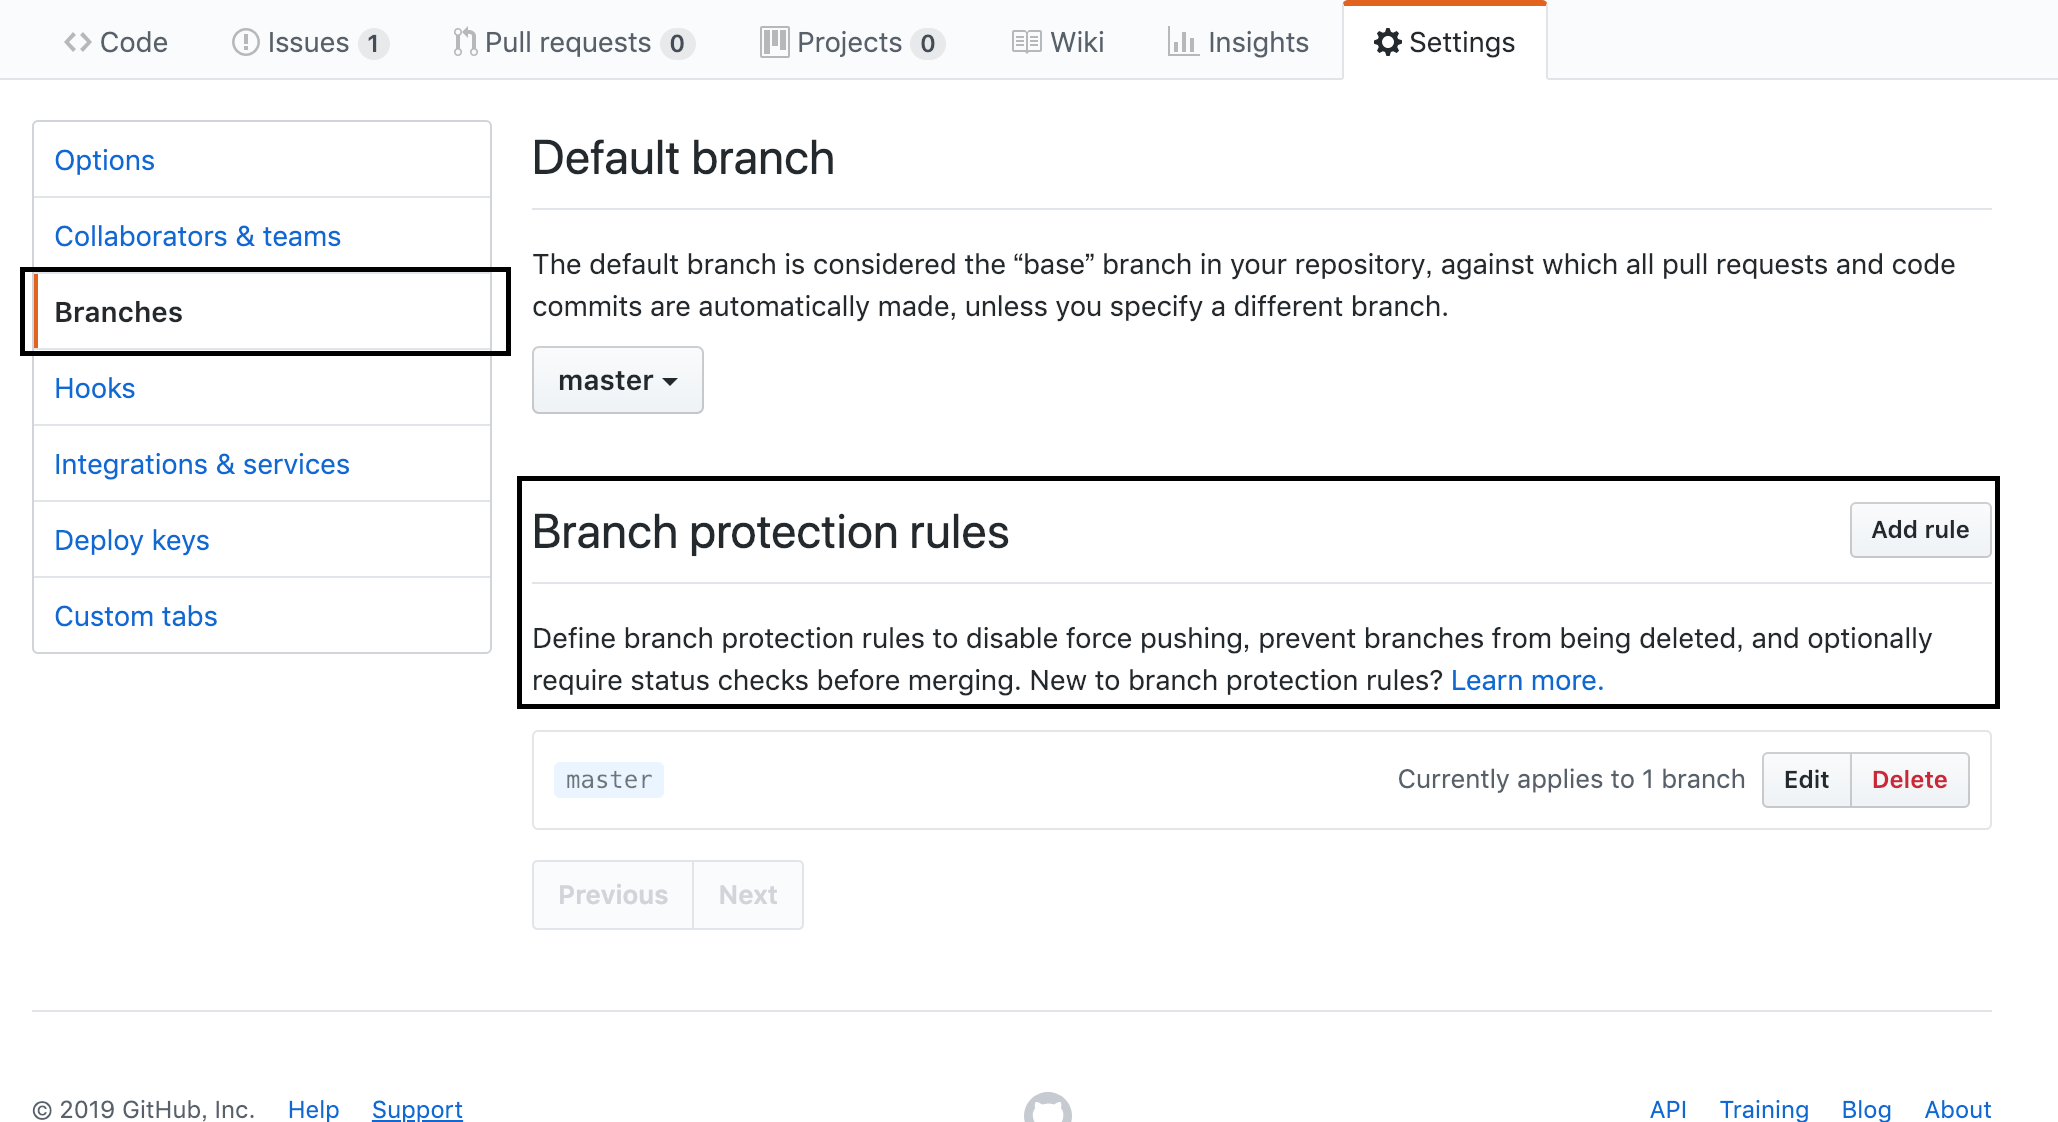 Code Issues 1 Pull requests 0 Projects 0 Wiki Insights Settings
Options
Collaborators & teams
Branches
Hooks
Integrations & services
Deploy keys
Custom tabs
Default branch
The default branch is considered the “base” branch in your repository, against which all pull requests and code
commits are automatically made, unless you specify a different branch.
master
Branch protection rules
Add rule
Define branch protection rules to disable force pushing, prevent branches from being deleted, and optionally
require status checks before merging. New to branch protection rules? Learn more.
master Currently applies to 1 branch Edit Delete
Previous Next
© 2019 GitHub, Inc. Help Support API Training Blog About